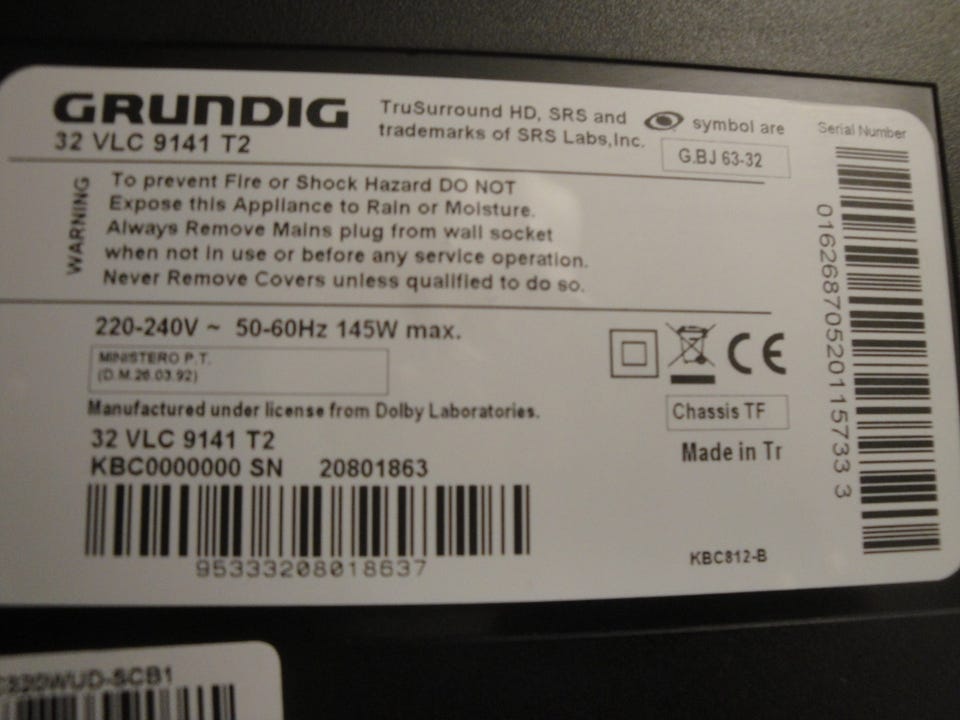 GRUNDIG
32 VLC 9141 T2
TruSurround HD, SRS and symbol are
trademarks of SRS Labs,Inc.
G.BJ 63-32
Serial Number
01626870520115733 3
WARNING
To prevent Fire or Shock Hazard DO NOT
Expose this Appliance to Rain or Moisture.
Always Remove Mains plug from wall socket
when not in use or before any service operation.
Never Remove Covers unless qualified to do so.
220-240V ~ 50-60Hz 145W max.
MINISTERO P.T.
(D.M.26.03.92)
CE
Manufactured under license from Dolby Laboratories.
Chassis TF
32 VLC 9141 T2
Made in Tr
KBC0000000 SN 20801863
95333208018637
KBC812-B